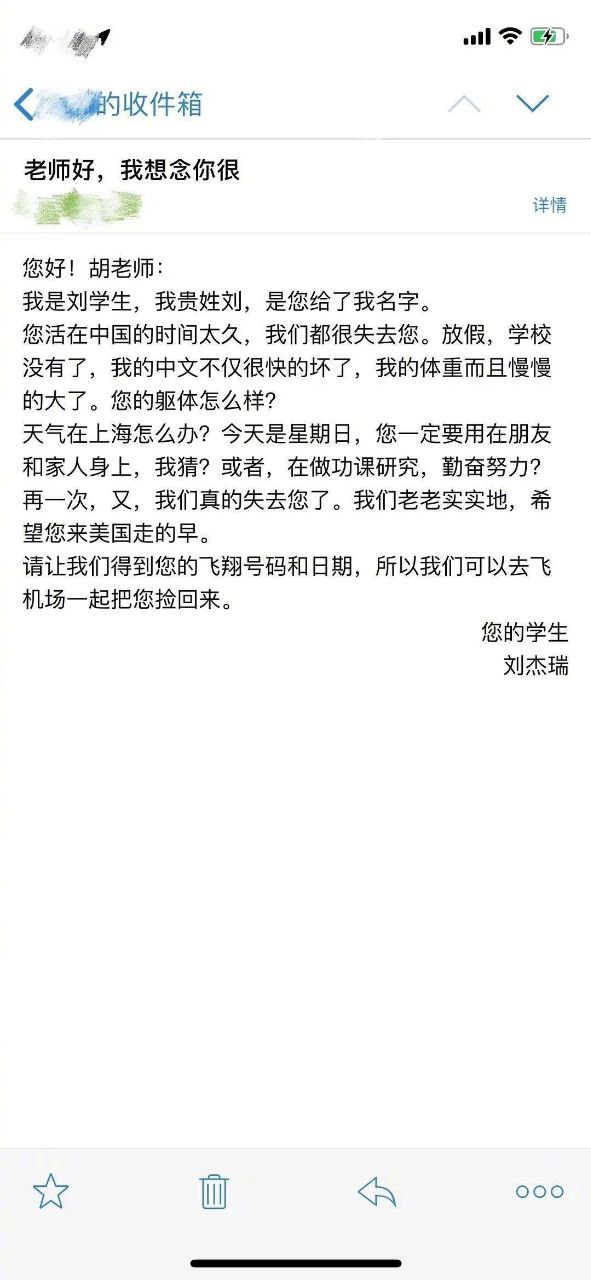 的收件箱
老师好，我想念你很
详情
您好！胡老师：
我是刘学生，我贵姓刘，是您给了我名字。
您活在中国的时间太久，我们都很失去您。放假，学校
没有了，我的中文不仅很快的坏了，我的体重而且慢慢
的大了。您的躯体怎么样？
天气在上海怎么办？今天是星期日，您一定要用在朋友
和家人身上，我猜？或者，在做功课研究，勤奋努力？
再一次，又，我们真的失去您了。我们老老实实地，希
望您来美国走的早。
请让我们得到您的飞翔号码和日期，所以我们可以去飞
机场一起把您捡回来。
您的学生
刘杰瑞